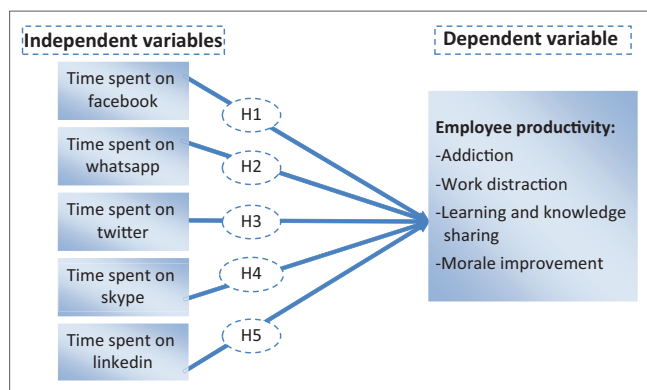 Independent variables
Dependent variable
Time spent on
facebook
H1
Time spent on
whatsapp
H2
Time spent on
twitter
H3
Time spent on
skype
H4
Time spent on
linkedin
H5
Employee productivity:
-Addiction
-Work distraction
-Learning and knowledge
sharing
-Morale improvement